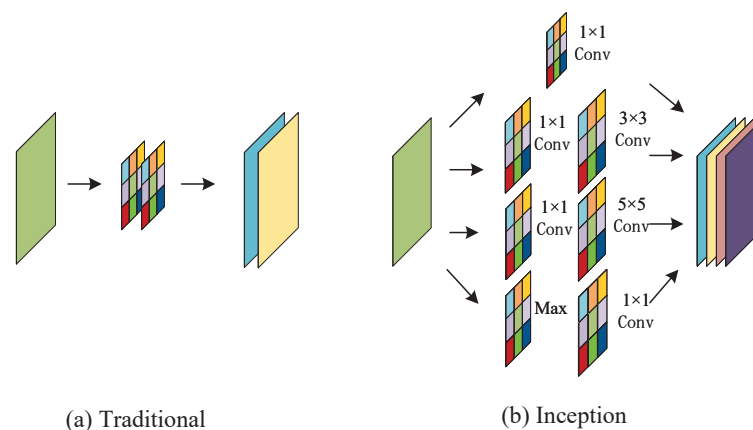 1×1
Conv
1×1
Conv
3×3
Conv
1×1
Conv
5×5
Conv
Max
1×1
Conv
(a) Traditional
(b) Inception